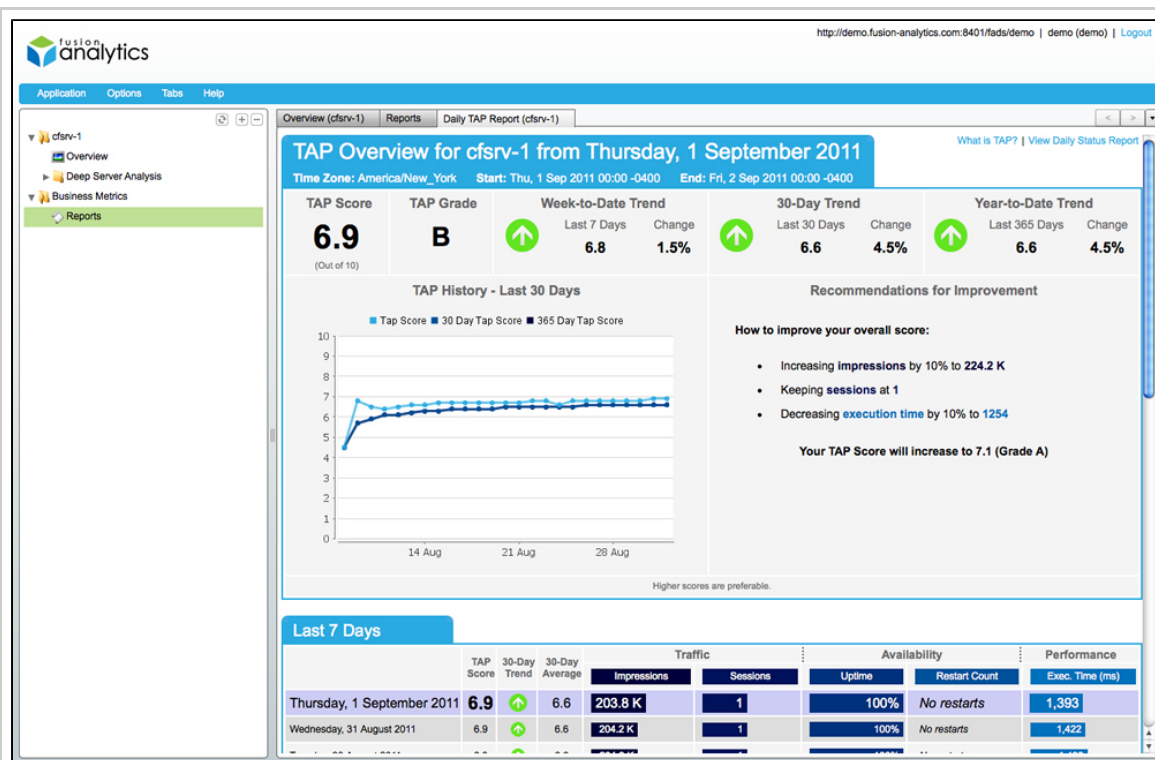 fusion
analytics
http://demo.fusion-analytics.com:8401/fads/demo | demo (demo) | Logout
Application Options Tabs Help
cfsrv-1
Overview
Deep Server Analysis
Business Metrics
Reports
Overview (cfsrv-1) Reports Daily TAP Report (cfsrv-1)
What is TAP? | View Daily Status Report
TAP Overview for cfsrv-1 from Thursday, 1 September 2011
Time Zone: America/New_York Start: Thu, 1 Sep 2011 00:00 -0400 End: Fri, 2 Sep 2011 00:00 -0400
TAP Score TAP Grade Week-to-Date Trend 30-Day Trend Year-to-Date Trend
Last 7 Days Change Last 30 Days Change Last 365 Days Change
6.9 B 6.8 1.5% 6.6 4.5% 6.6 4.5%
(Out of 10)
TAP History - Last 30 Days
Tap Score 30 Day Tap Score 365 Day Tap Score
10
9
8
7
6
5
4
3
2
1
0
14 Aug 21 Aug 28 Aug
Recommendations for Improvement
How to improve your overall score:
• Increasing impressions by 10% to 224.2 K
• Keeping sessions at 1
• Decreasing execution time by 10% to 1254
Your TAP Score will increase to 7.1 (Grade A)
Higher scores are preferable.
Last 7 Days
Traffic Availability Performance
TAP Score 30-Day Trend 30-Day Average Impressions Sessions Uptime Restart Count Exec. Time (ms)
Thursday, 1 September 2011 6.9 6.6 203.8 K 1 100% No restarts 1,393
Wednesday, 31 August 2011 6.9 6.6 204.2 K 1 100% No restarts 1,422